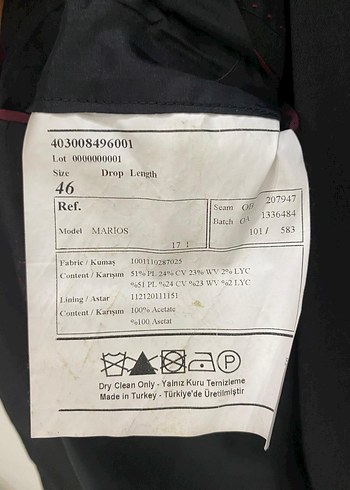 403008496001
Lot 0000000001
Size Drop Length
46
Ref.
Model MARİOS
17 1
Seam 207947
Batch 1336484
101 / 583
Fabric / Kumaş 1001110287025
Content / Karışım 51% PL 24% CV 23% WV 2% LYC
%51 PL %24 CV %23 WV %2 LYC
Lining / Astar 112120111151
Content / Karışım 100% Acetate
%100 Asetat
P
Dry Clean Only - Yalnız Kuru Temizleme
Made in Turkey - Türkiye'de Üretilmiştir